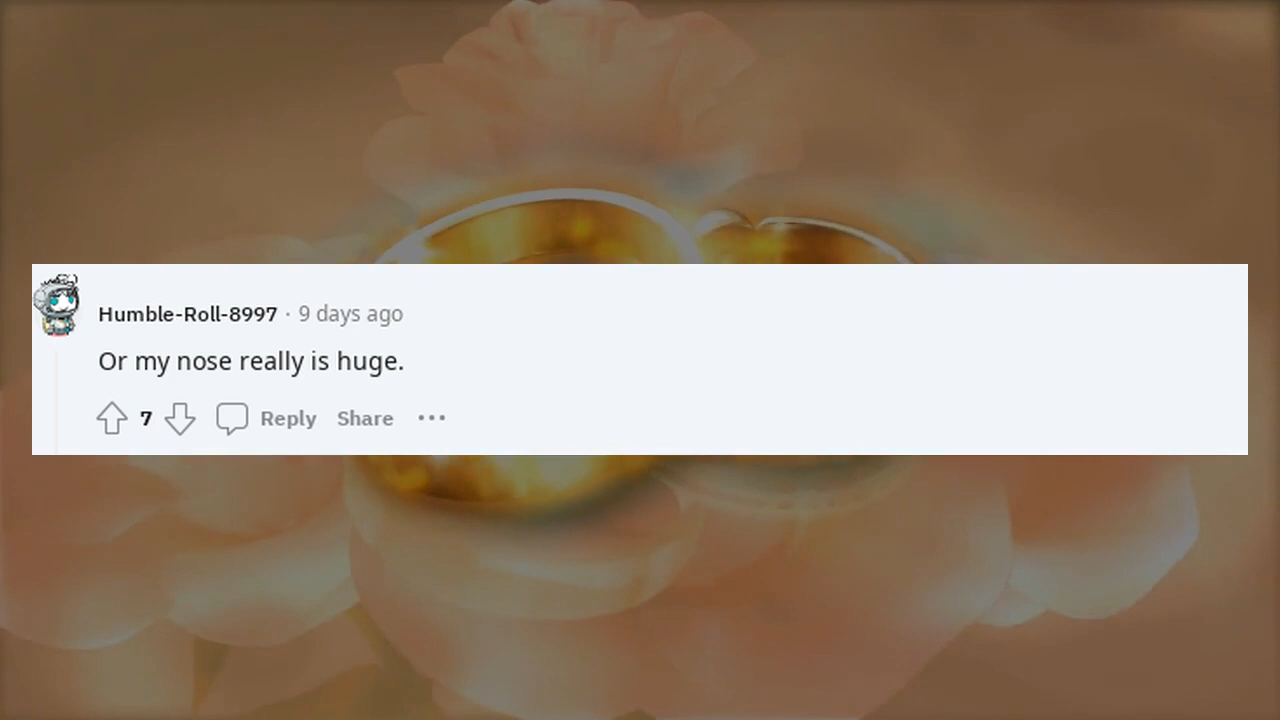 Humble-Roll-8997 · 9 days ago
Or my nose really is huge.
7 Reply Share